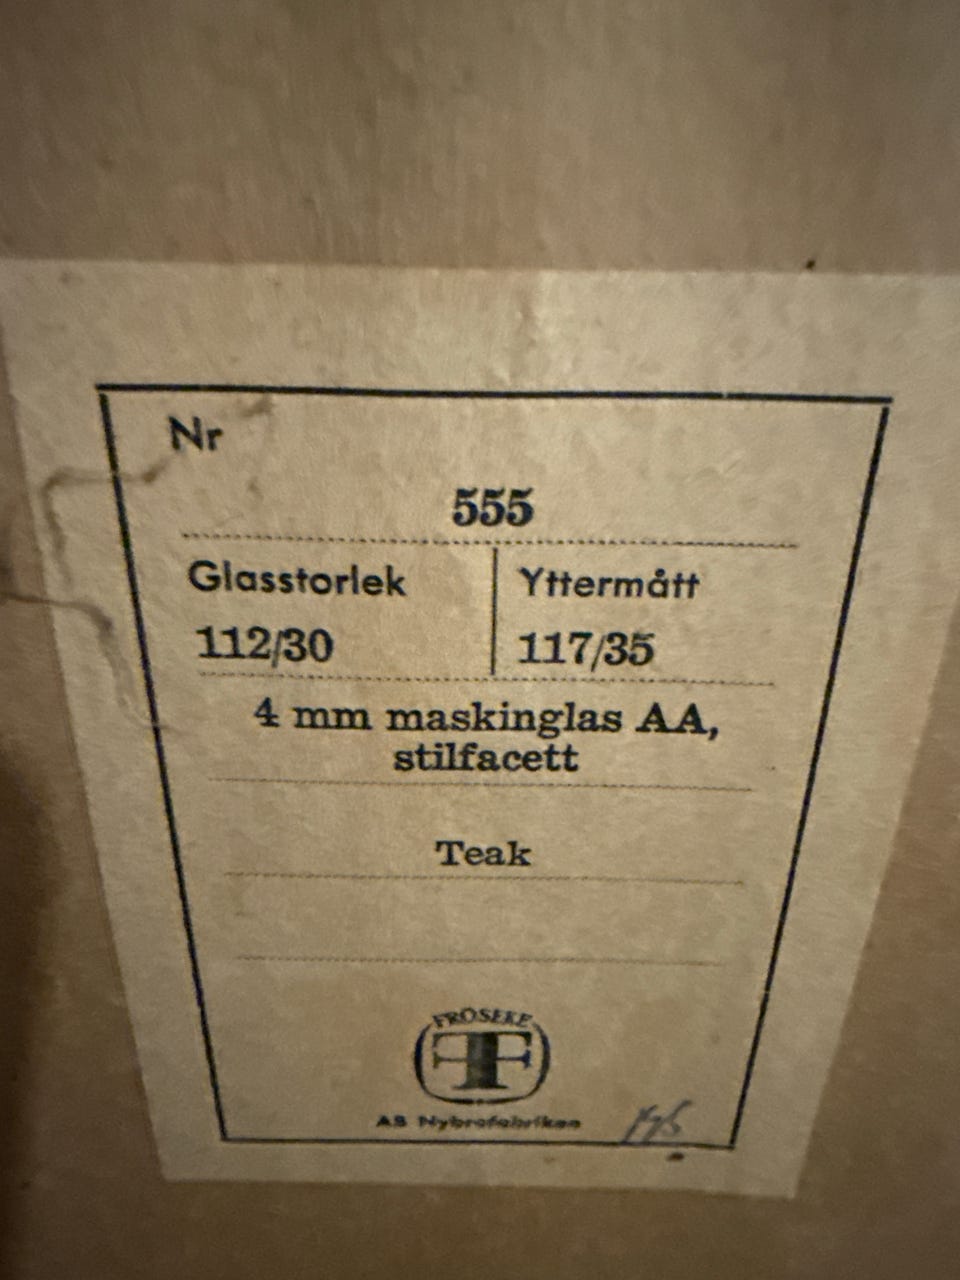 Nr
555
Glasstorlek Yttermått
112/30 117/35
4 mm maskinglas AA,
stilfacett
Teak
FRÖSEKE
F
AB Nybrofabriken